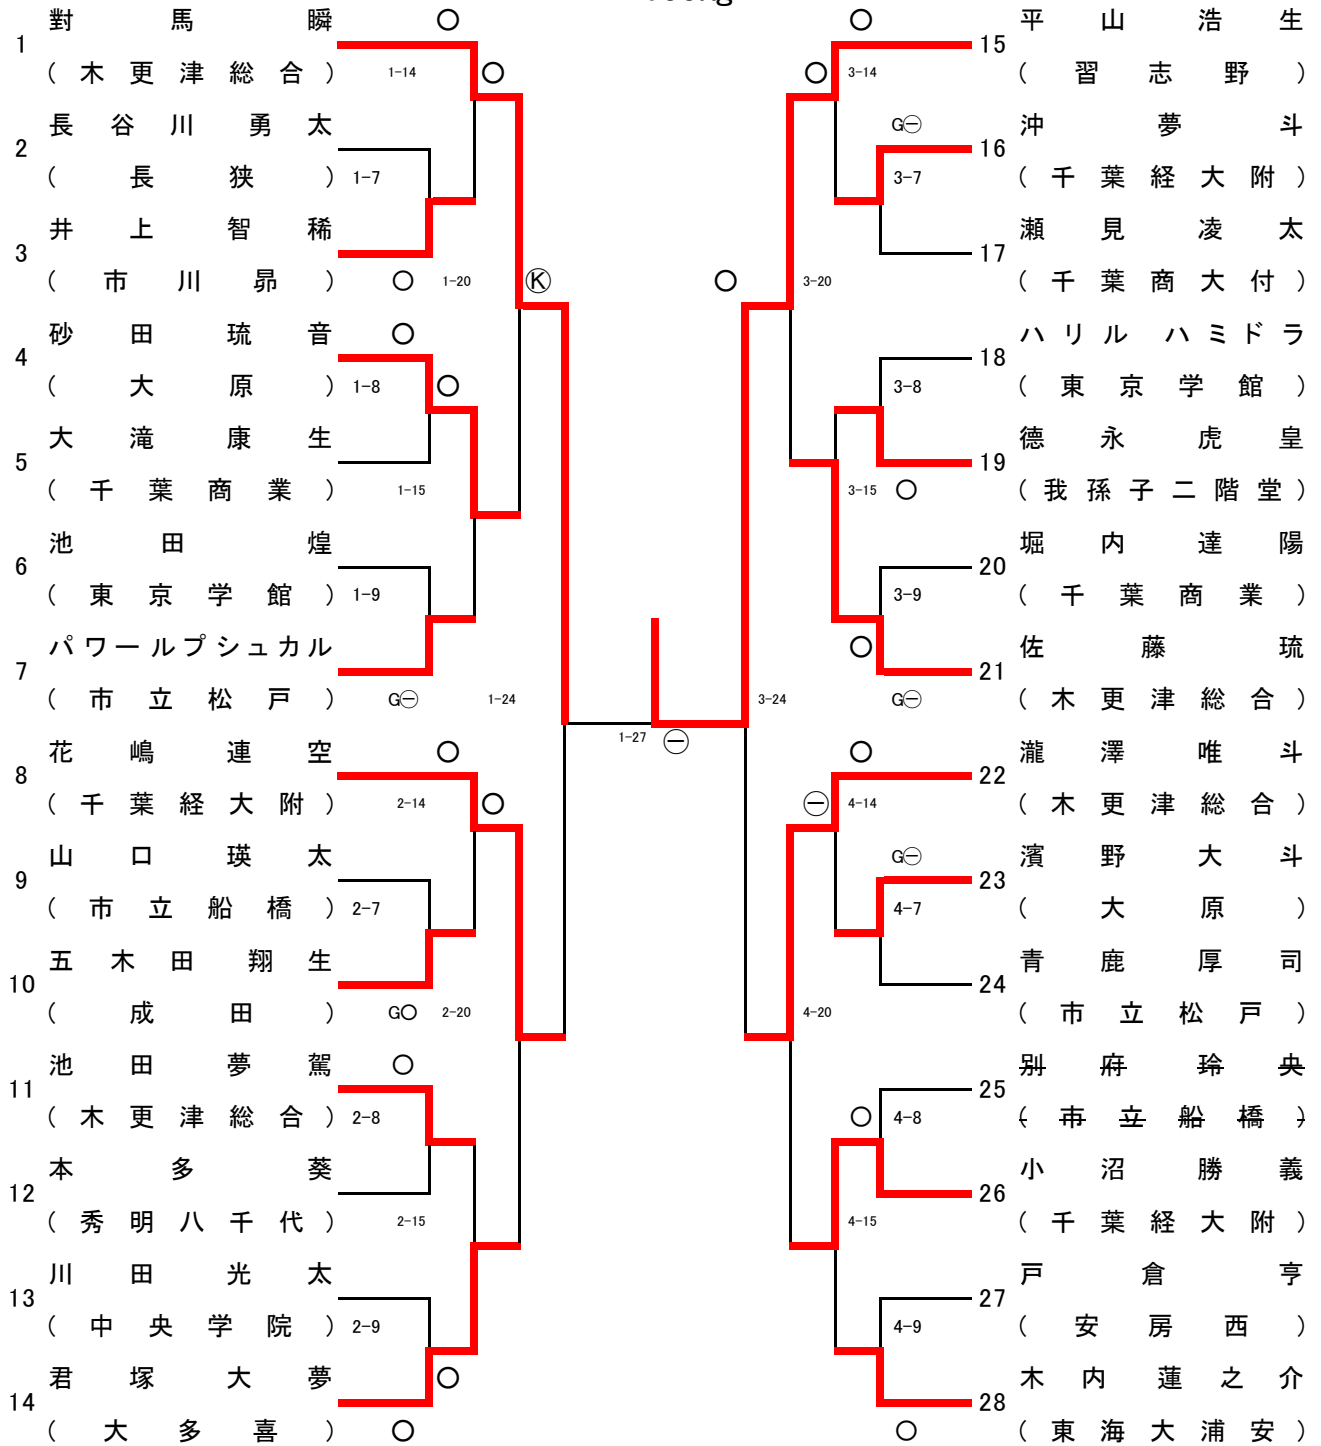 對馬瞬
1
(木更津総合)
1-14
長谷川勇太
2
(長狭)
1-7
井上智稀
3
(市川昴)
○
1-20
Ⓚ
砂田琉音
○
4
(大原)
1-8
○
大滝康生
5
(千葉商業)
1-15
池田煌
6
(東京学館)
1-9
パワールプシュカル
7
(市立松戸)
G㊀
1-24
花嶋連空
○
8
(千葉経大附)
2-14
○
山口瑛太
9
(市立船橋)
2-7
五木田翔生
10
(成田)
G○
2-20
池田夢駕
○
11
(木更津総合)
2-8
本多葵
12
(秀明八千代)
2-15
川田光太
13
(中央学院)
2-9
君塚大夢
○
14
(大多喜)
○
○
○
1-27
㊀
○
平山浩生
15
○
3-14
(習志野)
G㊀
沖夢斗
16
3-7
(千葉経大附)
瀬見凌太
17
○
3-20
(千葉商大付)
ハリル ハミドラ
18
3-8
(東京学館)
德永虎皇
19
3-15
○
(我孫子二階堂)
堀内達陽
20
3-9
(千葉商業)
○
佐藤琉
21
3-24
G㊀
(木更津総合)
○
瀧澤唯斗
22
㊀
4-14
(木更津総合)
G㊀
濱野大斗
23
4-7
(大原)
青鹿厚司
24
4-20
(市立松戸)
別府玲央
25
○
4-8
(市立船橋)
小沼勝義
26
4-15
(千葉経大附)
戸倉亨
27
4-9
(安房西)
木内蓮之介
28
○
(東海大浦安)